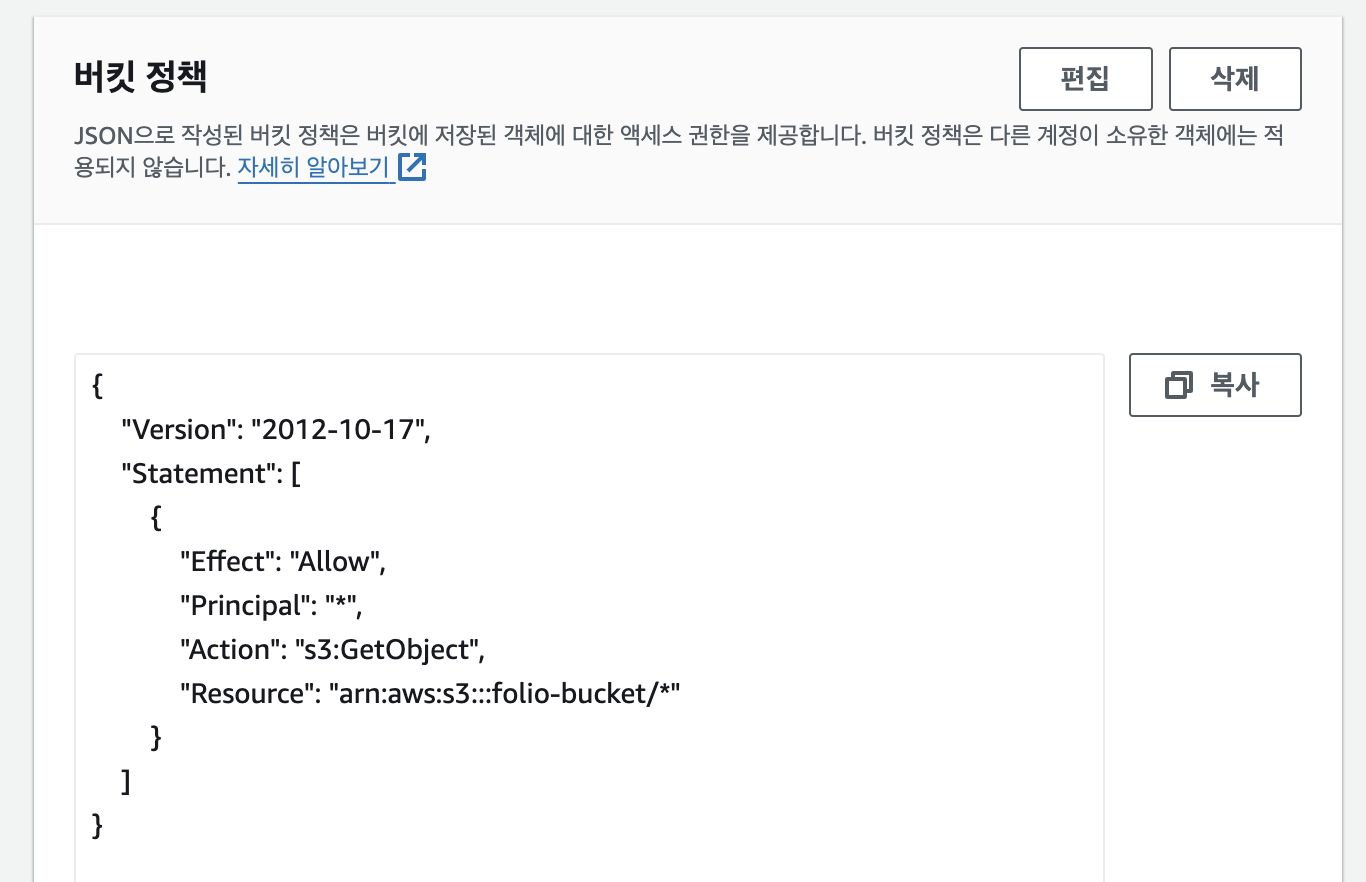 버킷 정책
편집
삭제
JSON으로 작성된 버킷 정책은 버킷에 저장된 객체에 대한 액세스 권한을 제공합니다. 버킷 정책은 다른 계정이 소유한 객체에는 적
용되지 않습니다. 자세히 알아보기
복사
{
"Version": "2012-10-17",
"Statement": [
{
"Effect": "Allow",
"Principal": "*",
"Action": "s3:GetObject",
"Resource": "arn:aws:s3:::folio-bucket/*"
}
]
}